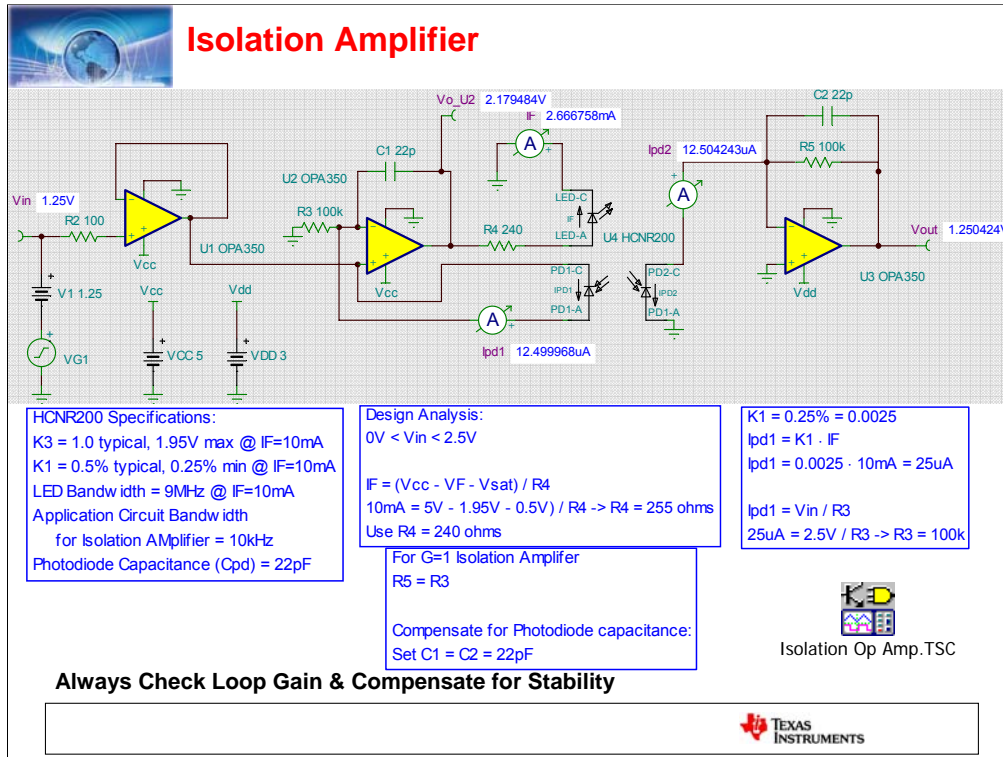 Isolation Amplifier
Vo_U2 2.179484V
IF 2.666758mA
C2 22p
A
C1 22p
Ipd2 12.504243uA
R5 100k
U2 OPA350
Vin 1.25V
R2 100
R3 100k
LED-C
IF
LED-A
A
U4 HCNR200
U1 OPA350
R4 240
Vout 1.250424V
U3 OPA350
Vcc
Vcc
Vdd
PD1-C
IPD1
PD1-A
PD2-C
IPD2
PD1-A
V1 1.25
Vcc
Vdd
A
Ipd1 12.499968uA
VG1
VCC 5
VDD 3
HCNR200 Specifications:
K3 = 1.0 typical, 1.95V max @ IF=10mA
K1 = 0.5% typical, 0.25% min @ IF=10mA
LED Bandwidth = 9MHz @ IF=10mA
Application Circuit Bandwidth
for Isolation AMplifier = 10kHz
Photodiode Capacitance (Cpd) = 22pF
Design Analysis:
0V < Vin < 2.5V
IF = (Vcc - VF - Vsat) / R4
10mA = 5V - 1.95V - 0.5V) / R4 -> R4 = 255 ohms
Use R4 = 240 ohms
For G=1 Isolation Amplifer
R5 = R3
Compensate for Photodiode capacitance:
Set C1 = C2 = 22pF
K1 = 0.25% = 0.0025
Ipd1 = K1 · IF
Ipd1 = 0.0025 · 10mA = 25uA
Ipd1 = Vin / R3
25uA = 2.5V / R3 -> R3 = 100k
Isolation Op Amp.TSC
Always Check Loop Gain & Compensate for Stability
TEXAS
INSTRUMENTS